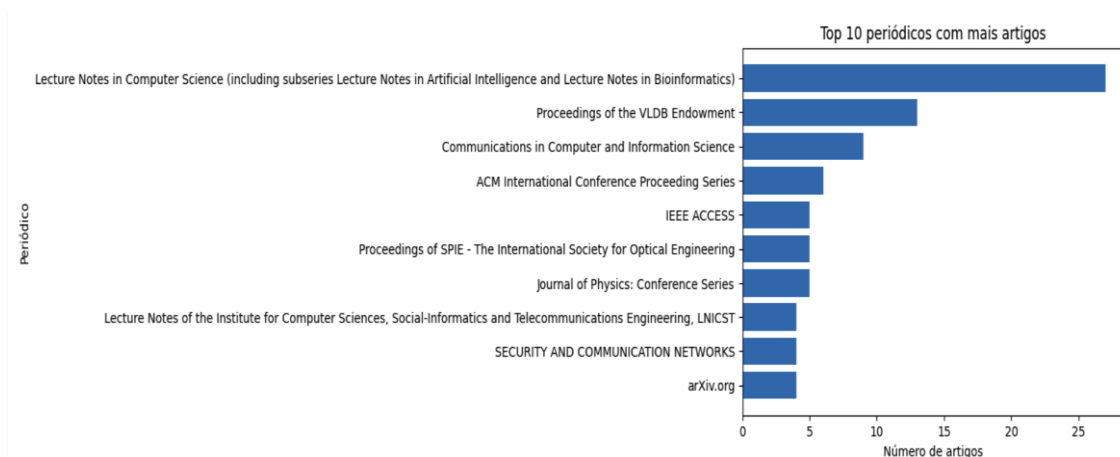 Top 10 periódicos com mais artigos
Lecture Notes in Computer Science (including subseries Lecture Notes in Artificial Intelligence and Lecture Notes in Bioinformatics)
Proceedings of the VLDB Endowment
Communications in Computer and Information Science
ACM International Conference Proceeding Series
IEEE ACCESS
Proceedings of SPIE - The International Society for Optical Engineering
Journal of Physics: Conference Series
Lecture Notes of the Institute for Computer Sciences, Social-Informatics and Telecommunications Engineering, LNICST
SECURITY AND COMMUNICATION NETWORKS
arXiv.org
Periódico
0 5 10 15 20 25
Número de artigos